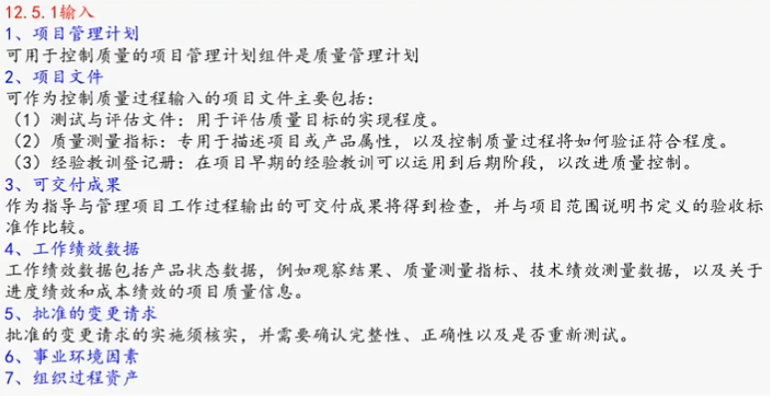 12.5.1输入
1、项目管理计划
可用于控制质量的项目管理计划组件是质量管理计划
2、项目文件
可作为控制质量过程输入的项目文件主要包括:
（1）测试与评估文件：用于评估质量目标的实现程度。
（2）质量测量指标：专用于描述项目或产品属性，以及控制质量过程将如何验证符合程度。
（3）经验教训登记册：在项目早期的经验教训可以运用到后期阶段，以改进质量控制。
3、可交付成果
作为指导与管理项目工作过程输出的可交付成果将得到检查，并与项目范围说明书定义的验收标
准作比较。
4、工作绩效数据
工作绩效数据包括产品状态数据，例如观察结果、质量测量指标、技术绩效测量数据，以及关于
进度绩效和成本绩效的项目质量信息。
5、批准的变更请求
批准的变更请求的实施须核实，并需要确认完整性、正确性以及是否重新测试。
6、事业环境因素
7、组织过程资产